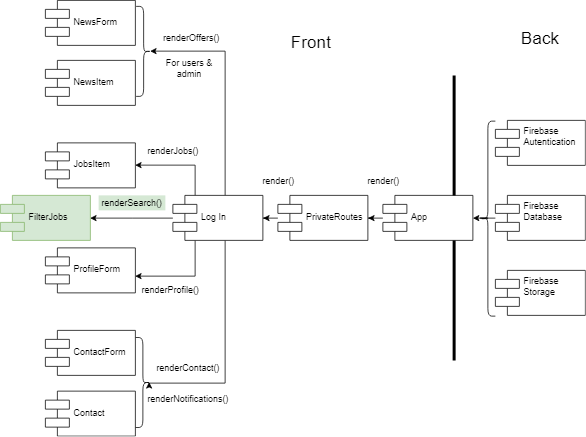 NewsForm
renderOffers()
Front
Back
For users &
admin
NewsItem
Firebase
Autentication
JobsItem
renderJobs()
render()
render()
FilterJobs
renderSearch()
Log In
PrivateRoutes
App
Firebase
Database
ProfileForm
renderProfile()
Firebase
Storage
ContactForm
renderContact()
renderNotifications()
Contact